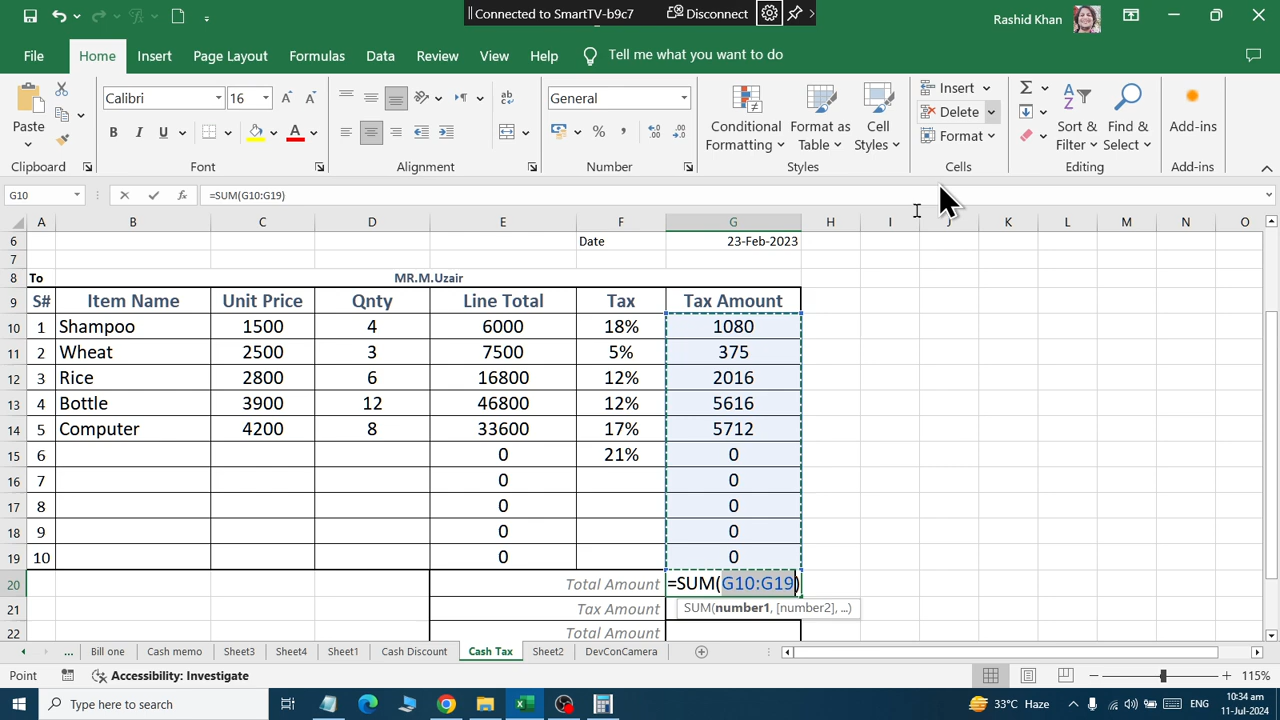 Connected to SmartTV-b9c7 Disconnect
Rashid Khan
File Home Insert Page Layout Formulas Data Review View Help Tell me what you want to do
Paste Calibri 16 General Conditional Formatting Format as Table Cell Styles Insert Delete Format Sort & Filter Find & Select Add-ins
Clipboard Font Alignment Number Styles Cells Editing Add-ins
G10 fx =SUM(G10:G19)
A B C D E F G H I J K L M N O
6 Date 23-Feb-2023
7
8 To MR.M.Uzair
9 S# Item Name Unit Price Qnty Line Total Tax Tax Amount
10 1 Shampoo 1500 4 6000 18% 1080
11 2 Wheat 2500 3 7500 5% 375
12 3 Rice 2800 6 16800 12% 2016
13 4 Bottle 3900 12 46800 12% 5616
14 5 Computer 4200 8 33600 17% 5712
15 6 0 21% 0
16 7 0 0
17 8 0 0
18 9 0 0
19 10 0 0
20 Total Amount =SUM(G10:G19)
21 Tax Amount SUM(number1, [number2], ...)
22 Total Amount
... Bill one Cash memo Sheet3 Sheet4 Sheet1 Cash Discount Cash Tax Sheet2 DevConCamera
Point Accessibility: Investigate 115%
Type here to search 33°C Haze ENG 10:34 am
11-Jul-2024